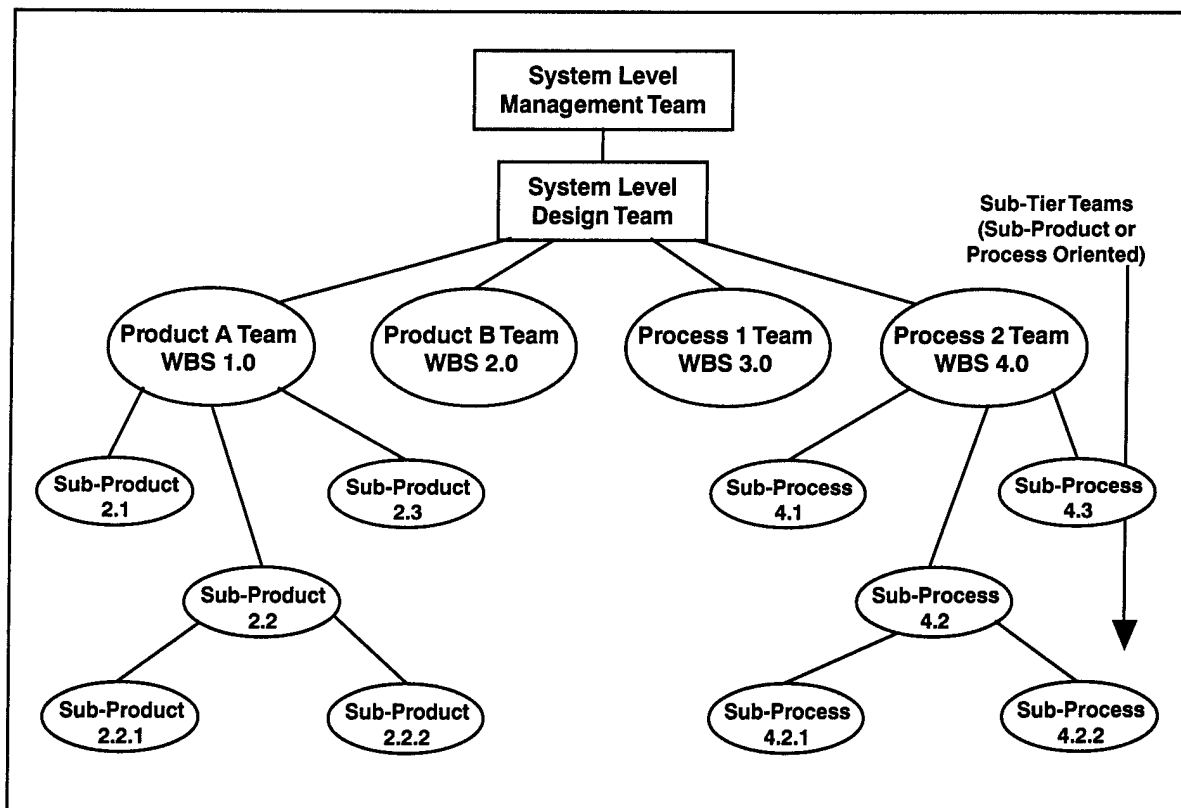 System Level
Management Team
System Level
Design Team
Sub-Tier Teams
(Sub-Product or
Process Oriented)
Product A Team
WBS 1.0
Product B Team
WBS 2.0
Process 1 Team
WBS 3.0
Process 2 Team
WBS 4.0
Sub-Product
2.1
Sub-Product
2.3
Sub-Process
4.1
Sub-Process
4.3
Sub-Product
2.2
Sub-Process
4.2
Sub-Product
2.2.1
Sub-Product
2.2.2
Sub-Process
4.2.1
Sub-Process
4.2.2